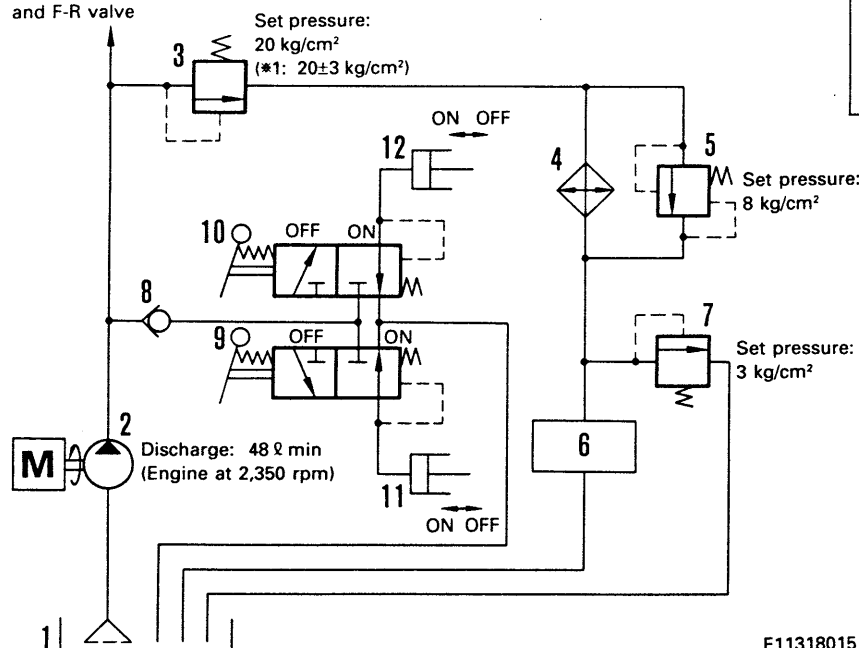 and F-R valve
Set pressure:
20 kg/cm²
(※1: 20±3 kg/cm²)
3
ON OFF
12
4
5
Set pressure:
8 kg/cm²
10
OFF
ON
8
9
OFF
ON
7
Set pressure:
3 kg/cm²
2
M
Discharge: 48 ℓ min
(Engine at 2,350 rpm)
6
11
ON OFF
1
F11318015